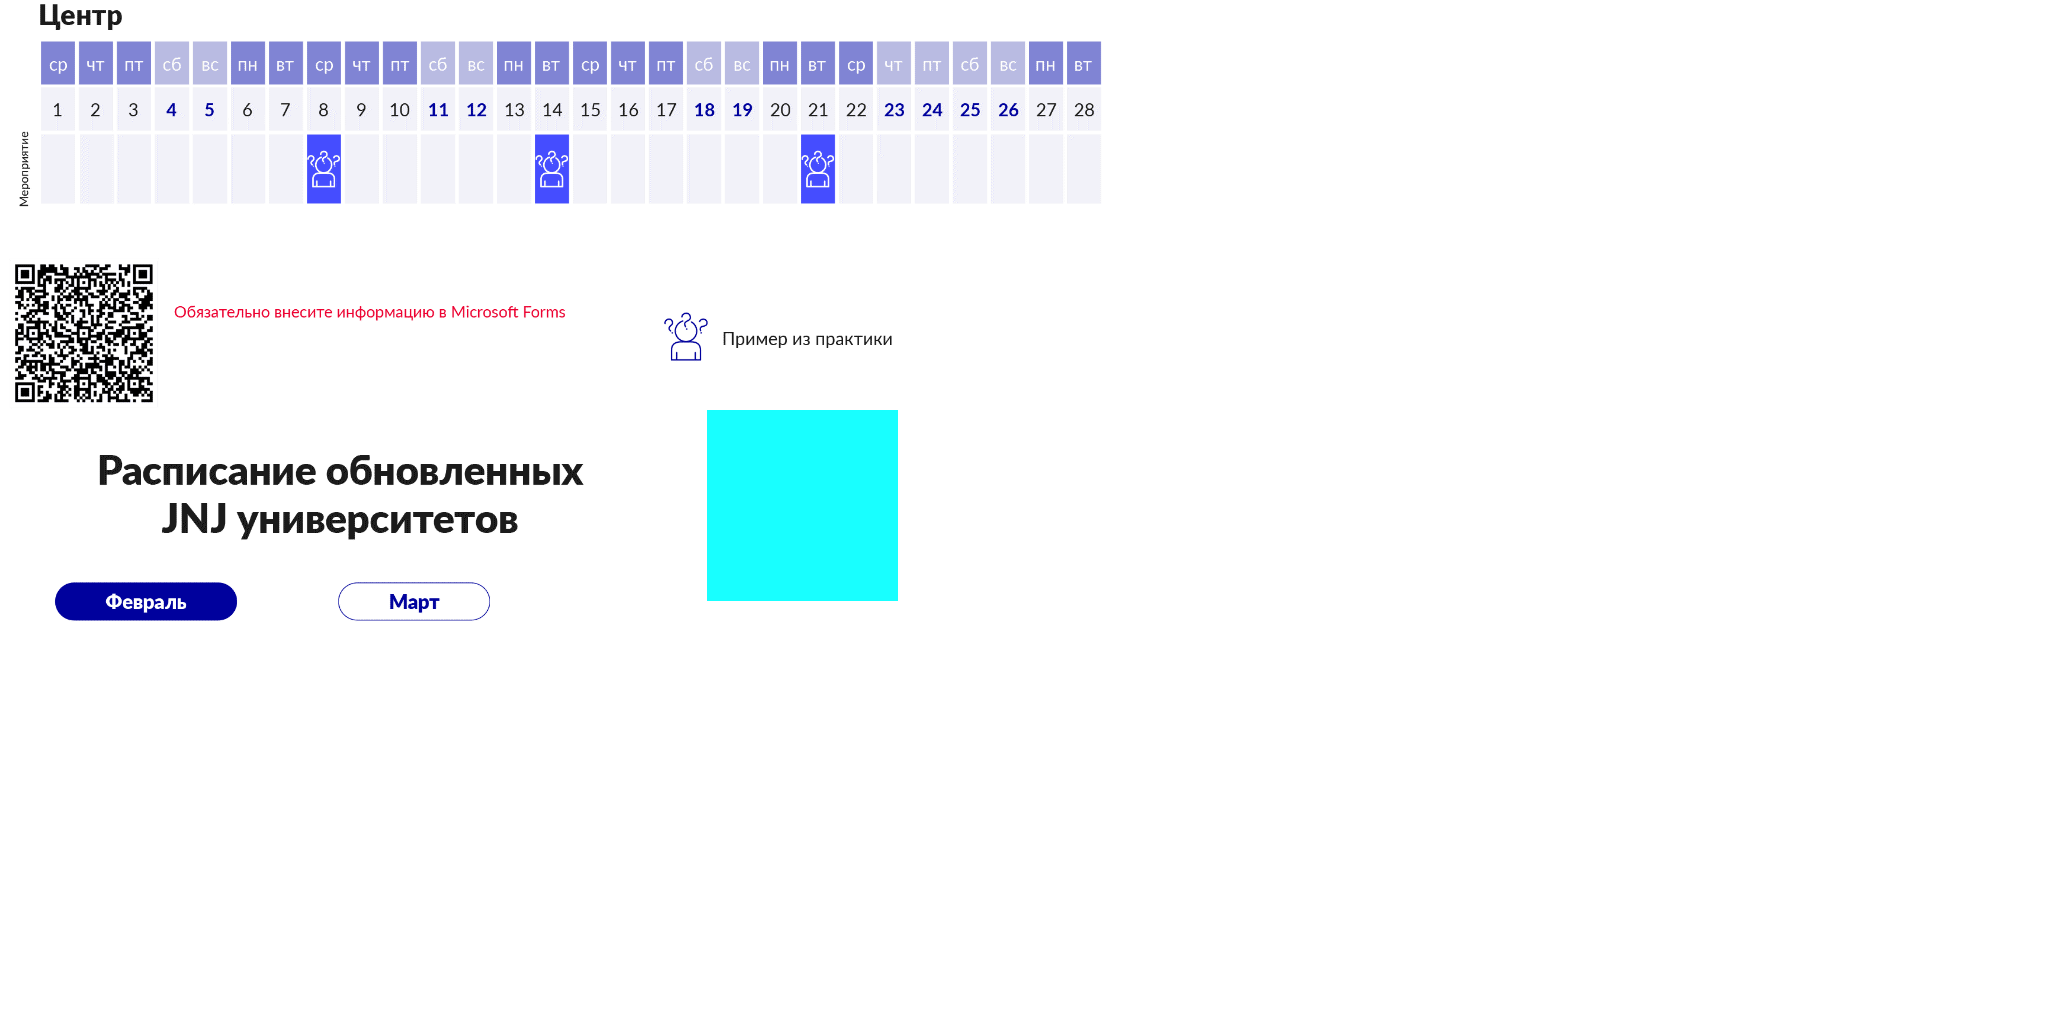 Центр
ср чт пт сб вс пн вт ср чт пт сб вс пн вт ср чт пт сб вс пн вт ср чт пт сб вс пн вт
1 2 3 4 5 6 7 8 9 10 11 12 13 14 15 16 17 18 19 20 21 22 23 24 25 26 27 28
Мероприятие
Обязательно внесите информацию в Microsoft Forms
Пример из практики
Расписание обновленных
JNJ университетов
Февраль
Март